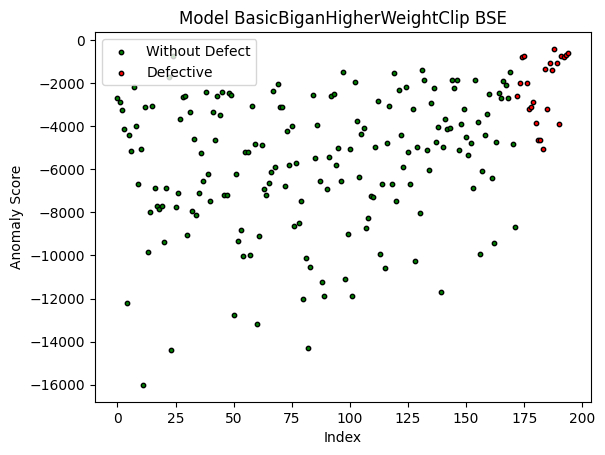 Model BasicBiganHigherWeightClip BSE
Without Defect
Defective
Anomaly Score
0
−2000
−4000
−6000
−8000
−10000
−12000
−14000
−16000
0 25 50 75 100 125 150 175 200
Index